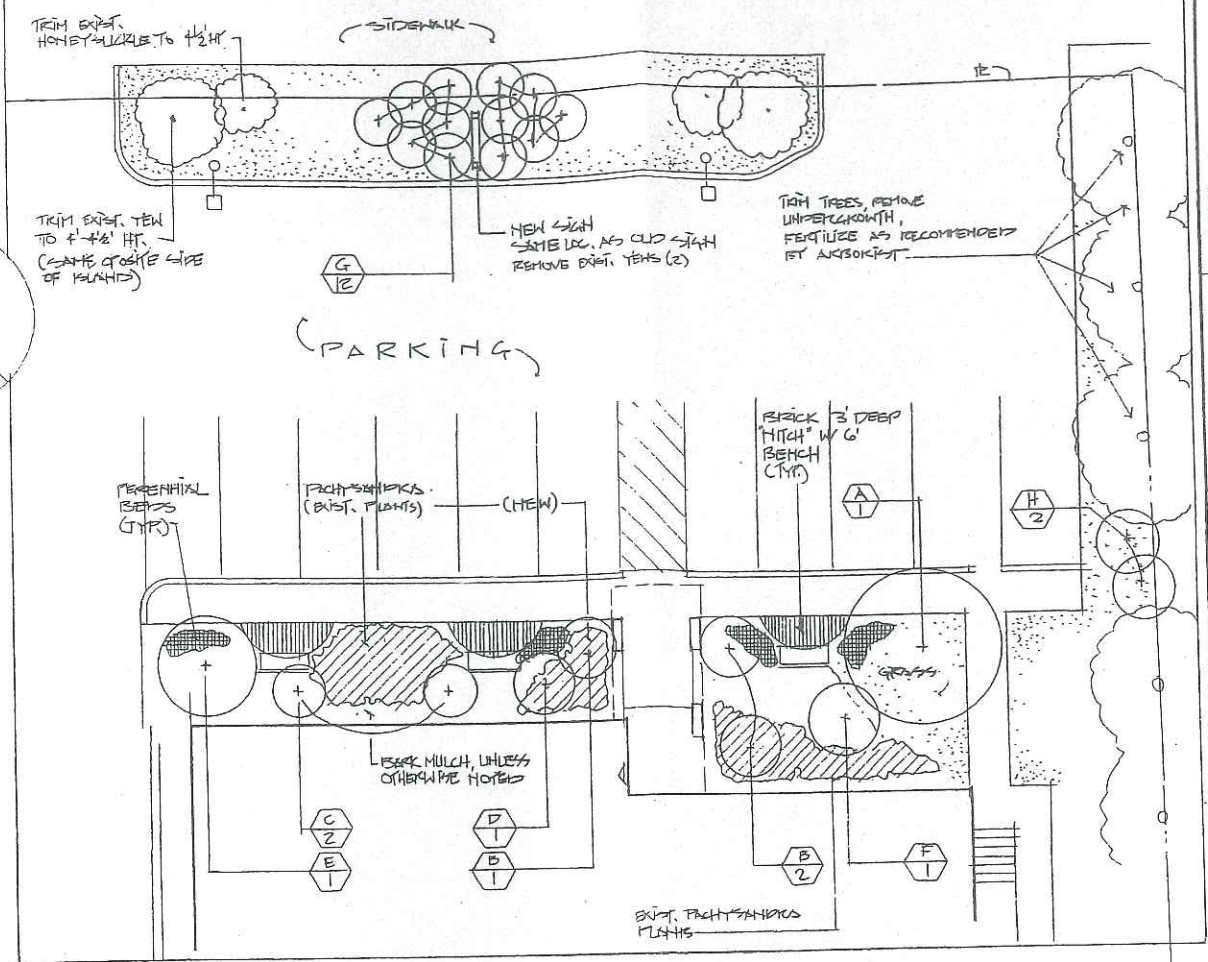 TRIM EXIST.
HONEYSUCKLE TO 4½' HT.
SIDEWALK
TRIM EXIST. YEW
TO 4'-4½' HT.
(SAME OPOSITE SIDE
OF ISLAND)
G
12
NEW SIGN
SAME LOC. AS OLD SIGN
REMOVE EXIST. YEWS (2)
TRIM TREES, REMOVE
UNDERGROWTH,
FERTILIZE AS RECOMMENDED
BY ARBORIST
PARKING
BRICK 3' DEEP
"NITCH" W/ 6'
BENCH
(TYP.)
PERENNIAL
BEDS
(TYP.)
PACHYSANDRA
(EXIST. PLANTS)
(NEW)
A
1
H
2
GRASS
BARK MULCH, UNLESS
OTHERWISE NOTED
C
2
E
1
D
1
B
1
B
2
F
1
EXIST. PACHYSANDRA
PLANTS